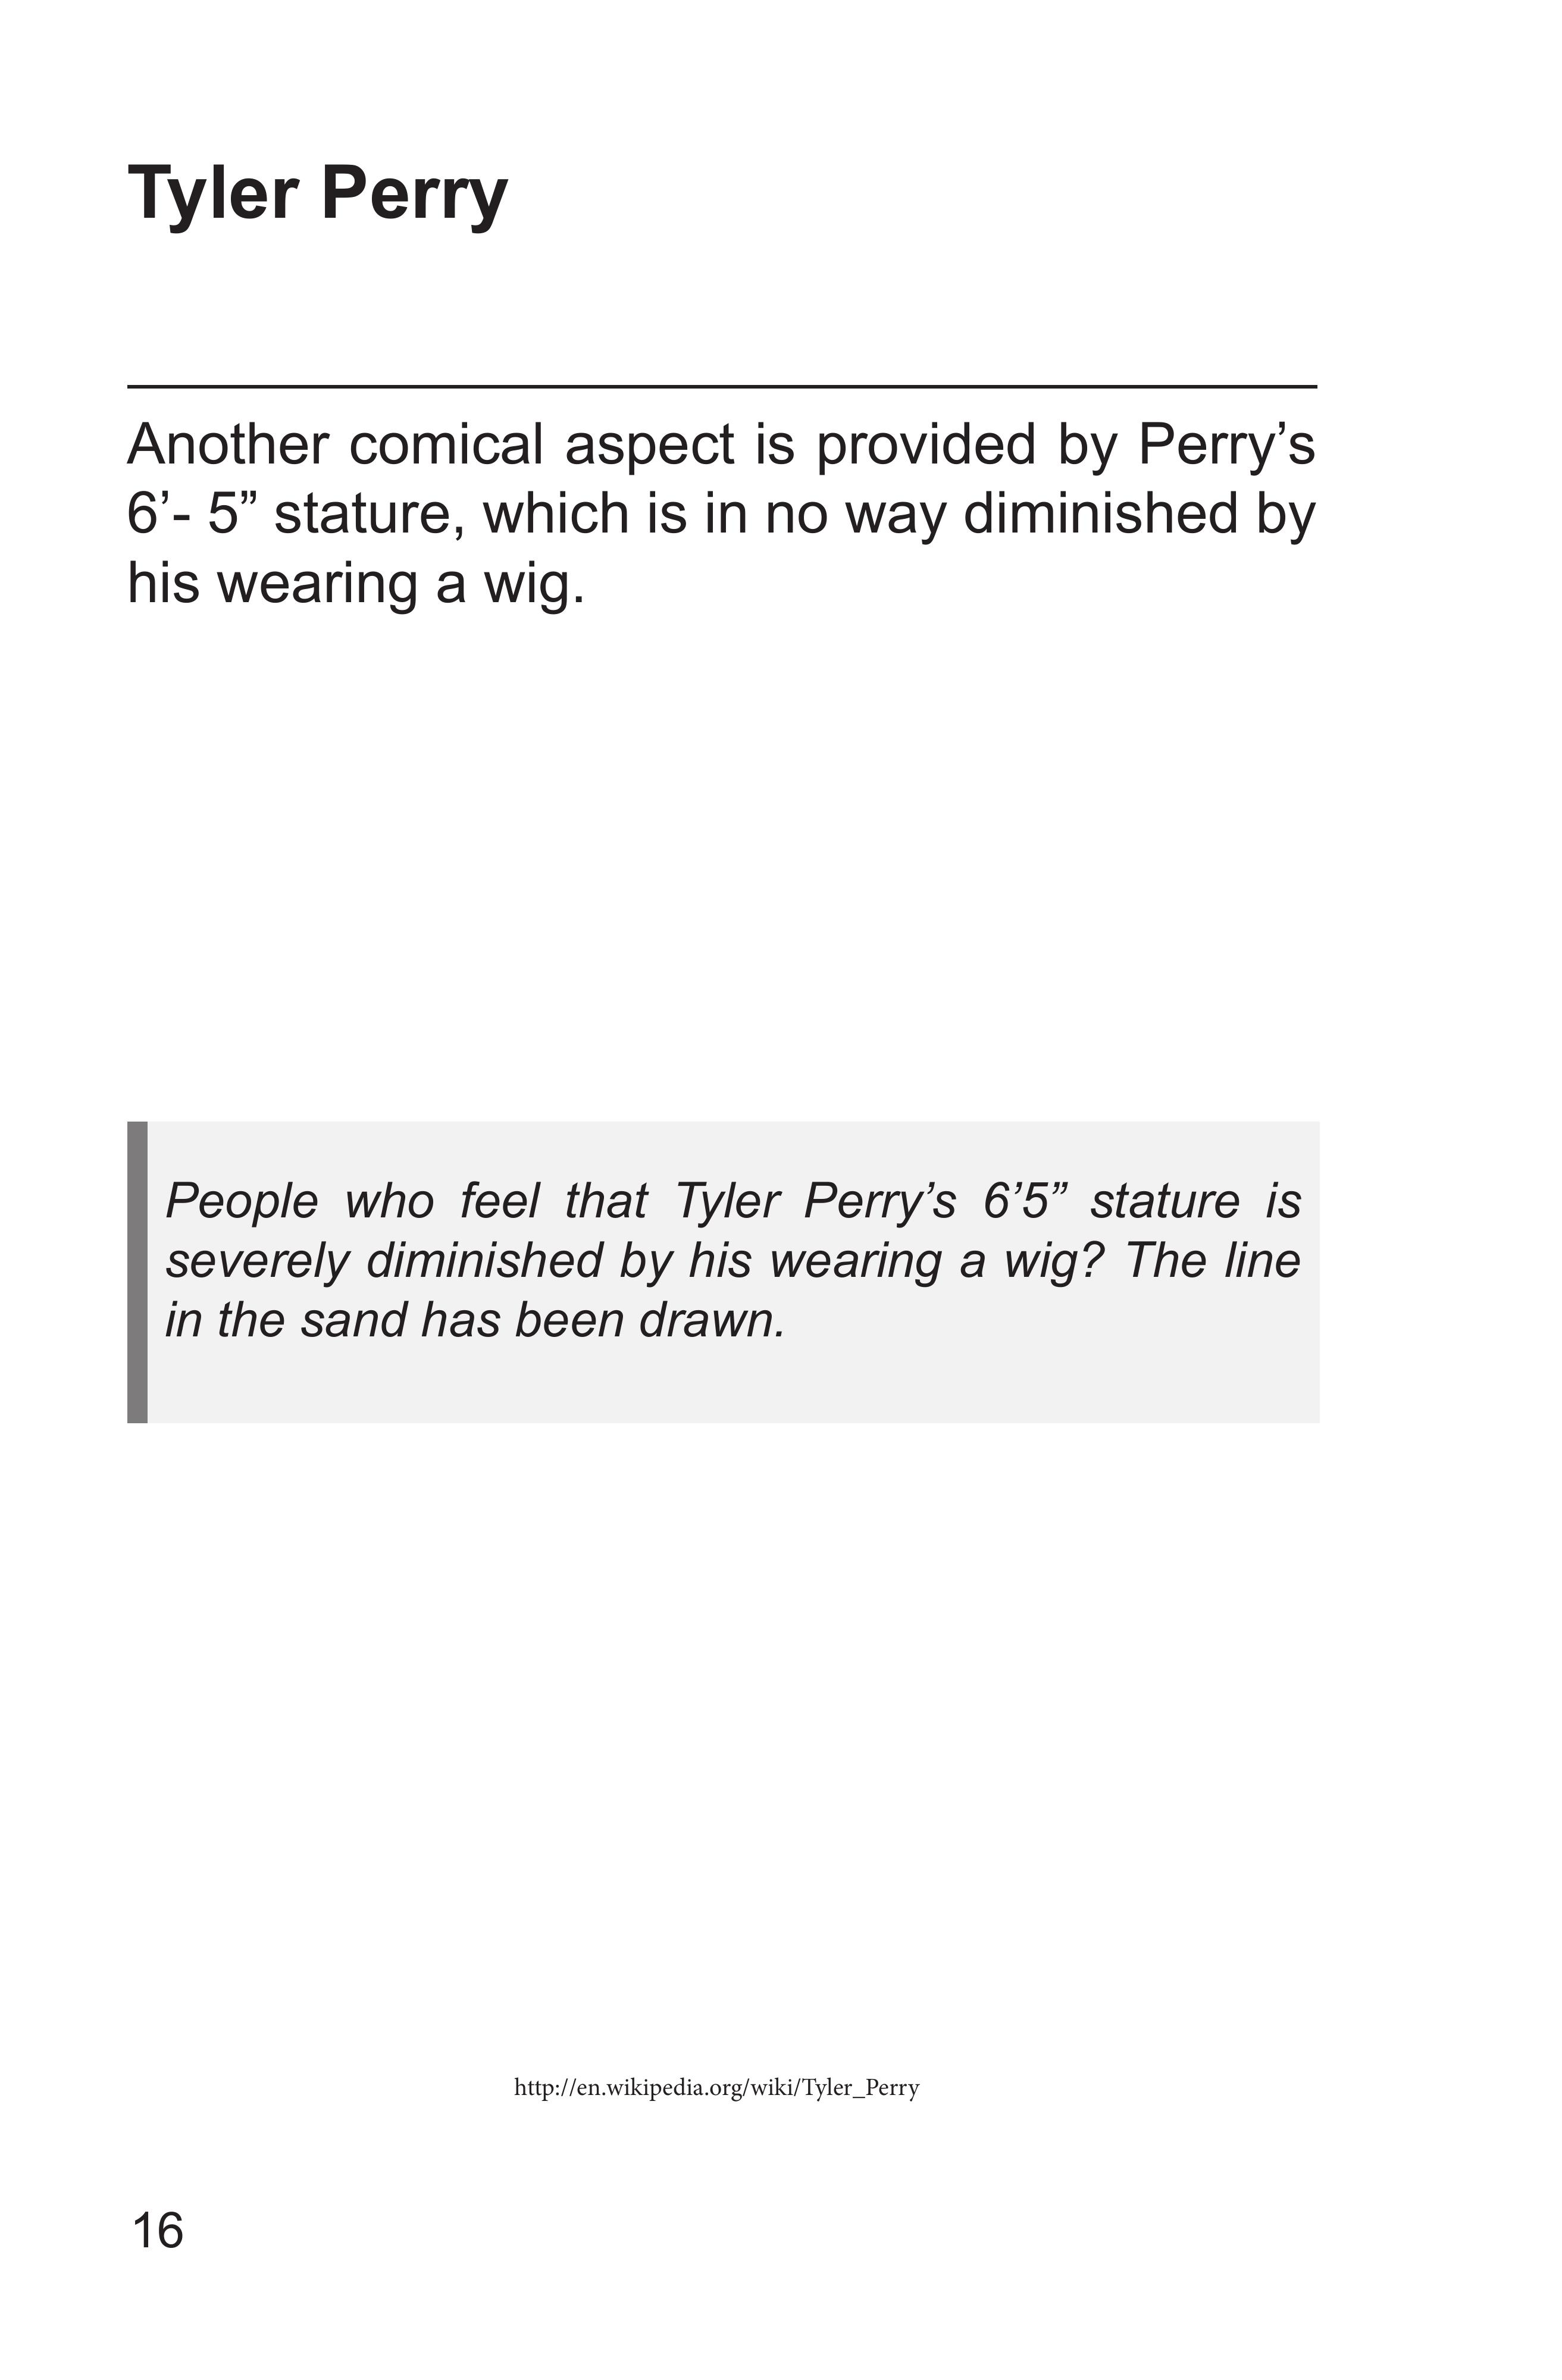 Tyler Perry
Another comical aspect is provided by Perry’s
6’- 5” stature, which is in no way diminished by
his wearing a wig.
People who feel that Tyler Perry’s 6’5” stature is
severely diminished by his wearing a wig? The line
in the sand has been drawn.
http://en.wikipedia.org/wiki/Tyler_Perry
16